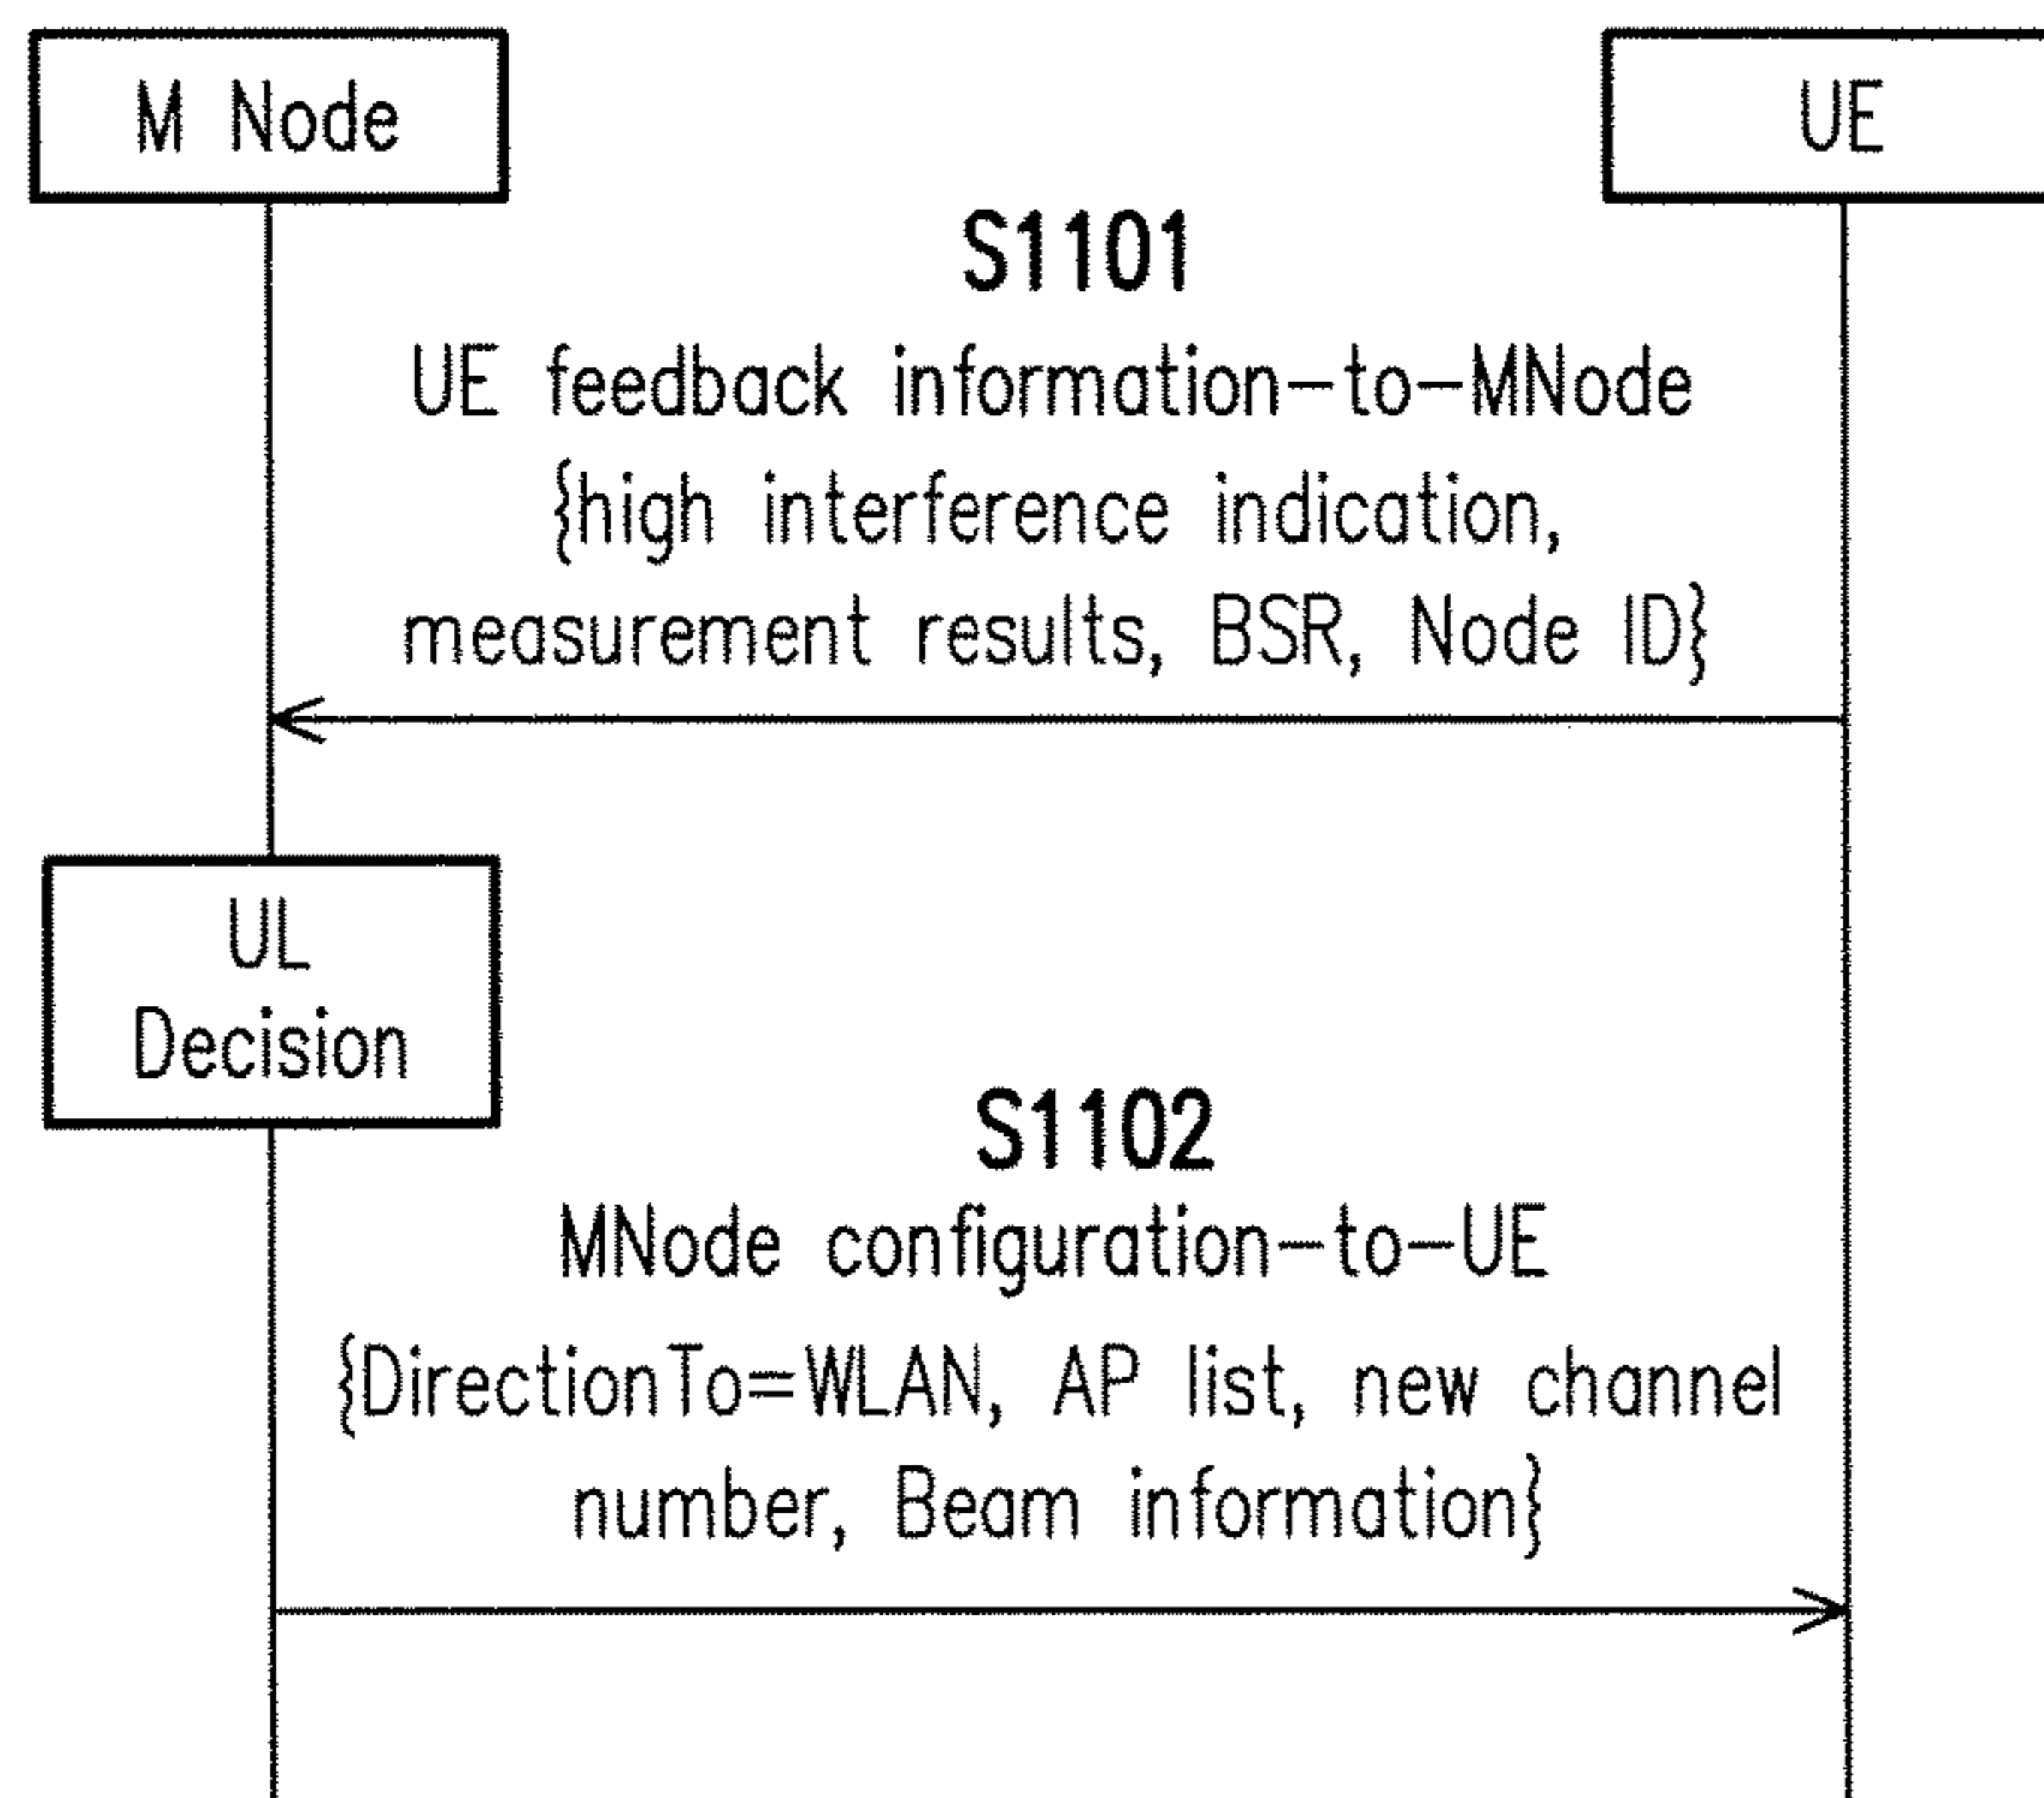 M Node
UE
S1101
UE feedback information-to-MNode
{high interference indication,
measurement results, BSR, Node ID}
UL
Decision
S1102
MNode configuration-to-UE
{DirectionTo=WLAN, AP list, new channel
number, Beam information}